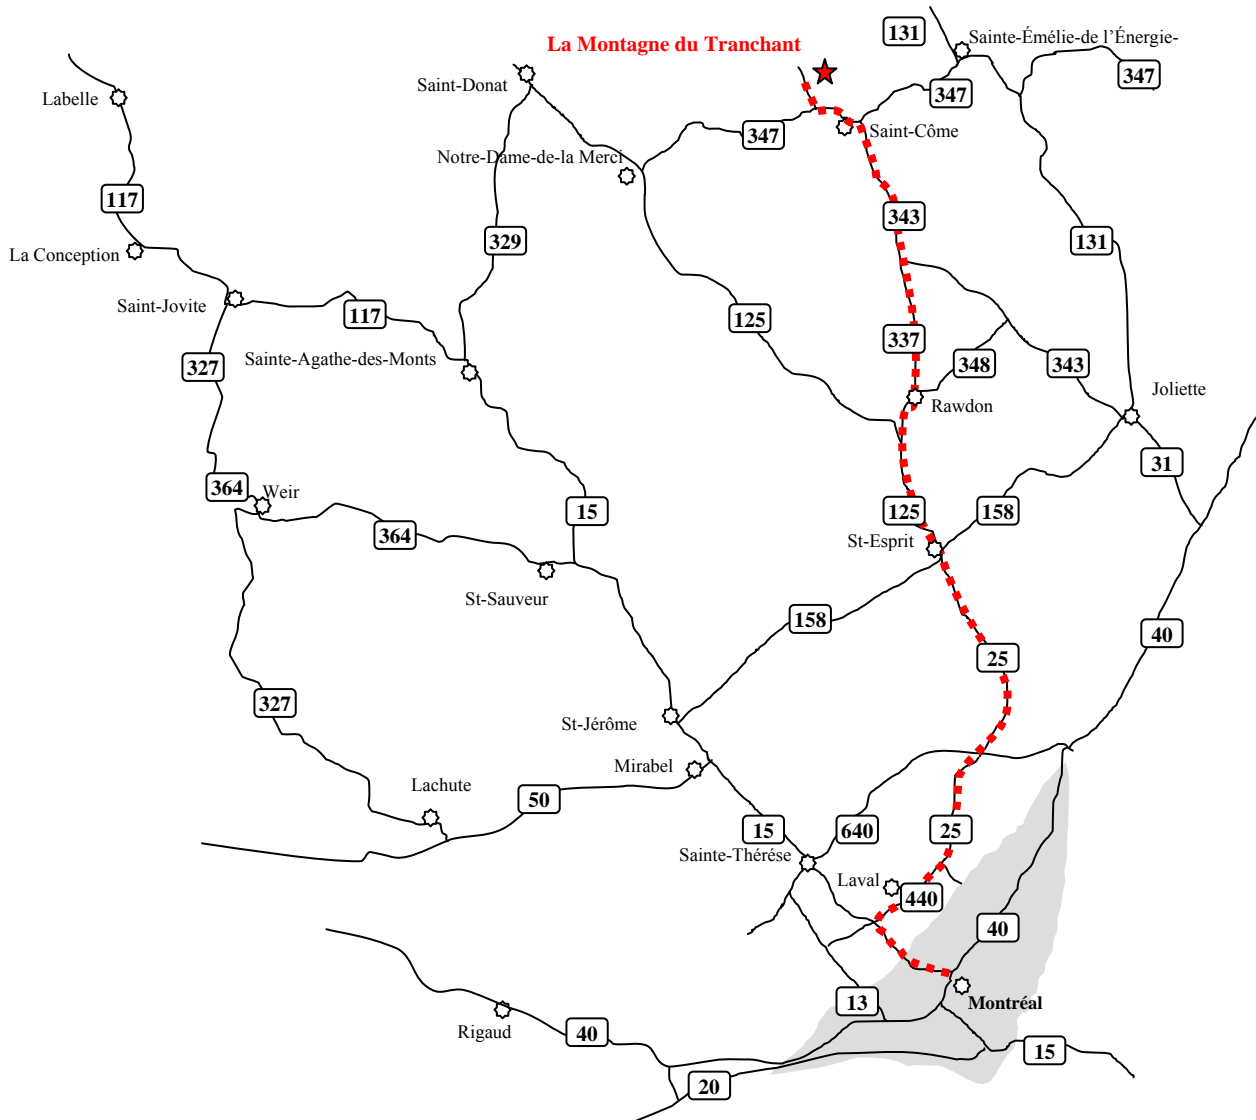 131
Sainte-Émélie-de l'Énergie-
La Montagne du Tranchant
347
Saint-Donat
347
Labelle
Saint-Côme
347
Notre-Dame-de-la Merci
117
343
329
131
La Conception
Saint-Jovite
117
125
337
Sainte-Agathe-des-Monts
327
348
343
Joliette
Rawdon
31
364
Weir
15
125
158
364
St-Esprit
St-Sauveur
158
40
25
327
St-Jérôme
Mirabel
Lachute
50
15
640
25
Sainte-Thérése
Laval
440
40
13
Montréal
Rigaud
40
15
20